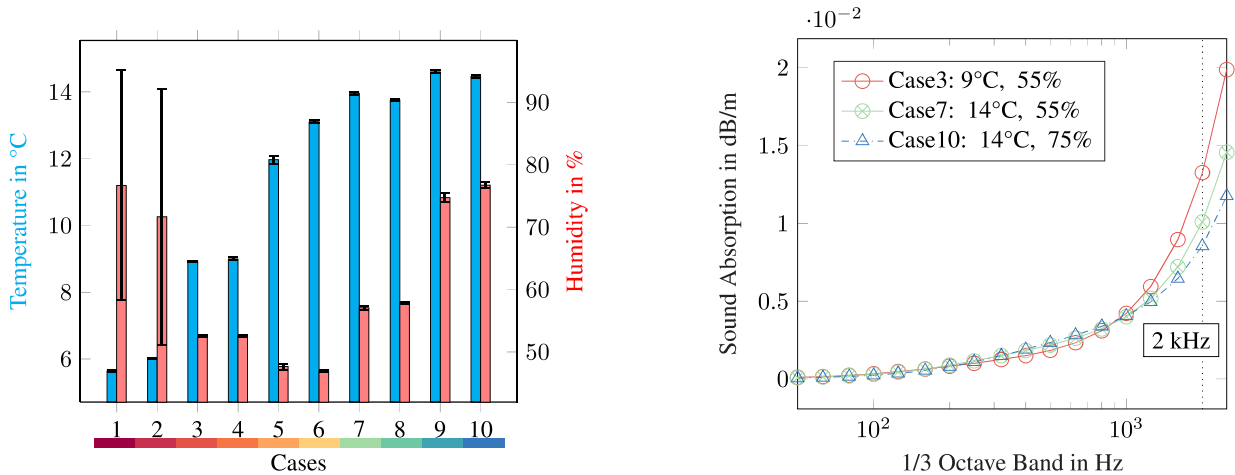 14
12
10
8
6
Temperature in °C
90
80
70
60
50
Humidity in %
1 2 3 4 5 6 7 8 9 10
Cases
·10⁻²
2
1.5
1
0.5
0
Sound Absorption in dB/m
Case3: 9°C, 55%
Case7: 14°C, 55%
Case10: 14°C, 75%
2 kHz
10² 10³
1/3 Octave Band in Hz